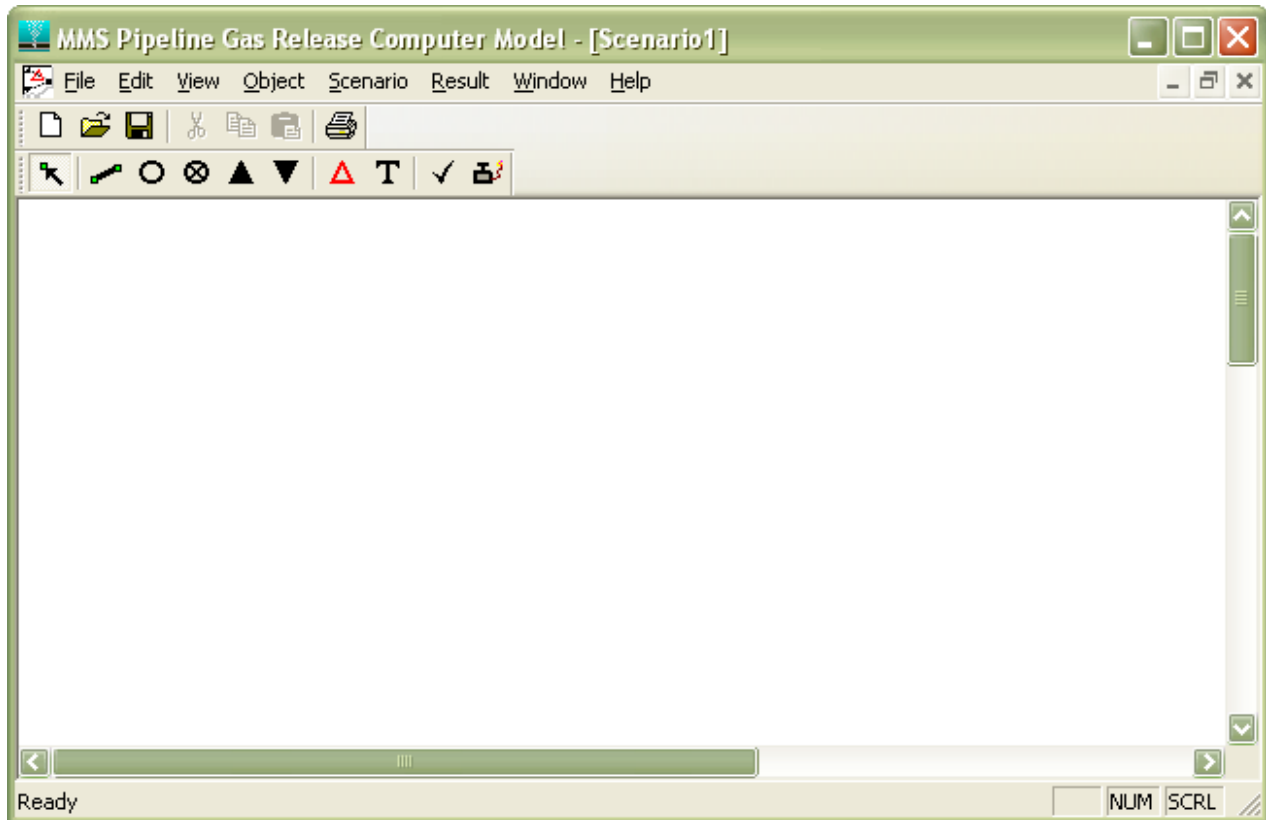 MMS Pipeline Gas Release Computer Model - [Scenario1]
File Edit View Object Scenario Result Window Help
T
Ready NUM SCRL